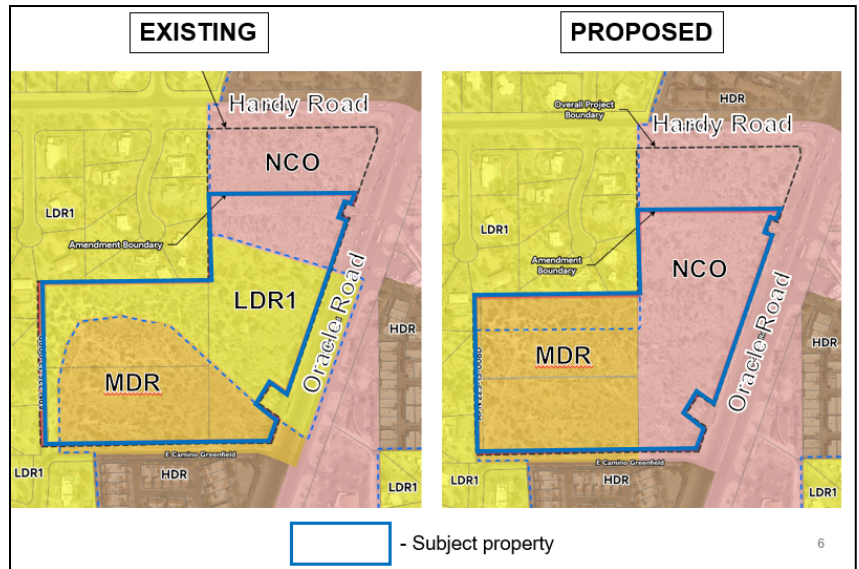 EXISTING
PROPOSED
Hardy Road
NCO
LDR1
Amendment Boundary
LDR1
Oracle Road
MDR
LDR1
E Camino Greenfield
HDR
HDR
LDR1
HDR
Overall Project
Boundary
Hardy Road
LDR1
Amendment
Boundary
NCO
MDR
HDR
Oracle Road
E Camino Greenfield
LDR1
HDR
LDR1
- Subject property
6